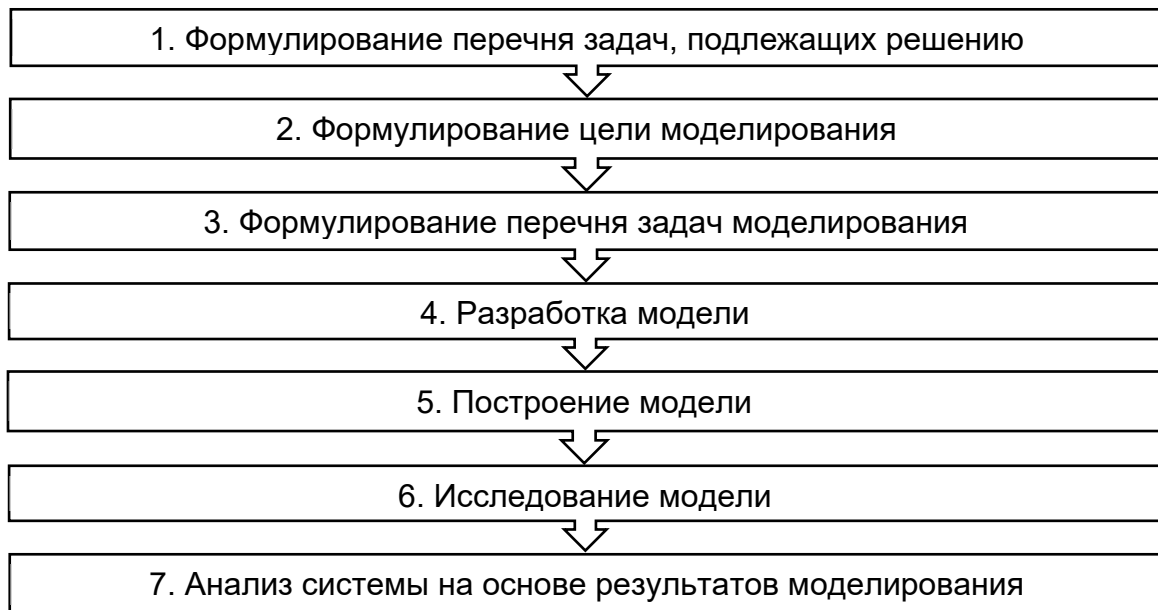 1. Формулирование перечня задач, подлежащих решению
2. Формулирование цели моделирования
3. Формулирование перечня задач моделирования
4. Разработка модели
5. Построение модели
6. Исследование модели
7. Анализ системы на основе результатов моделирования